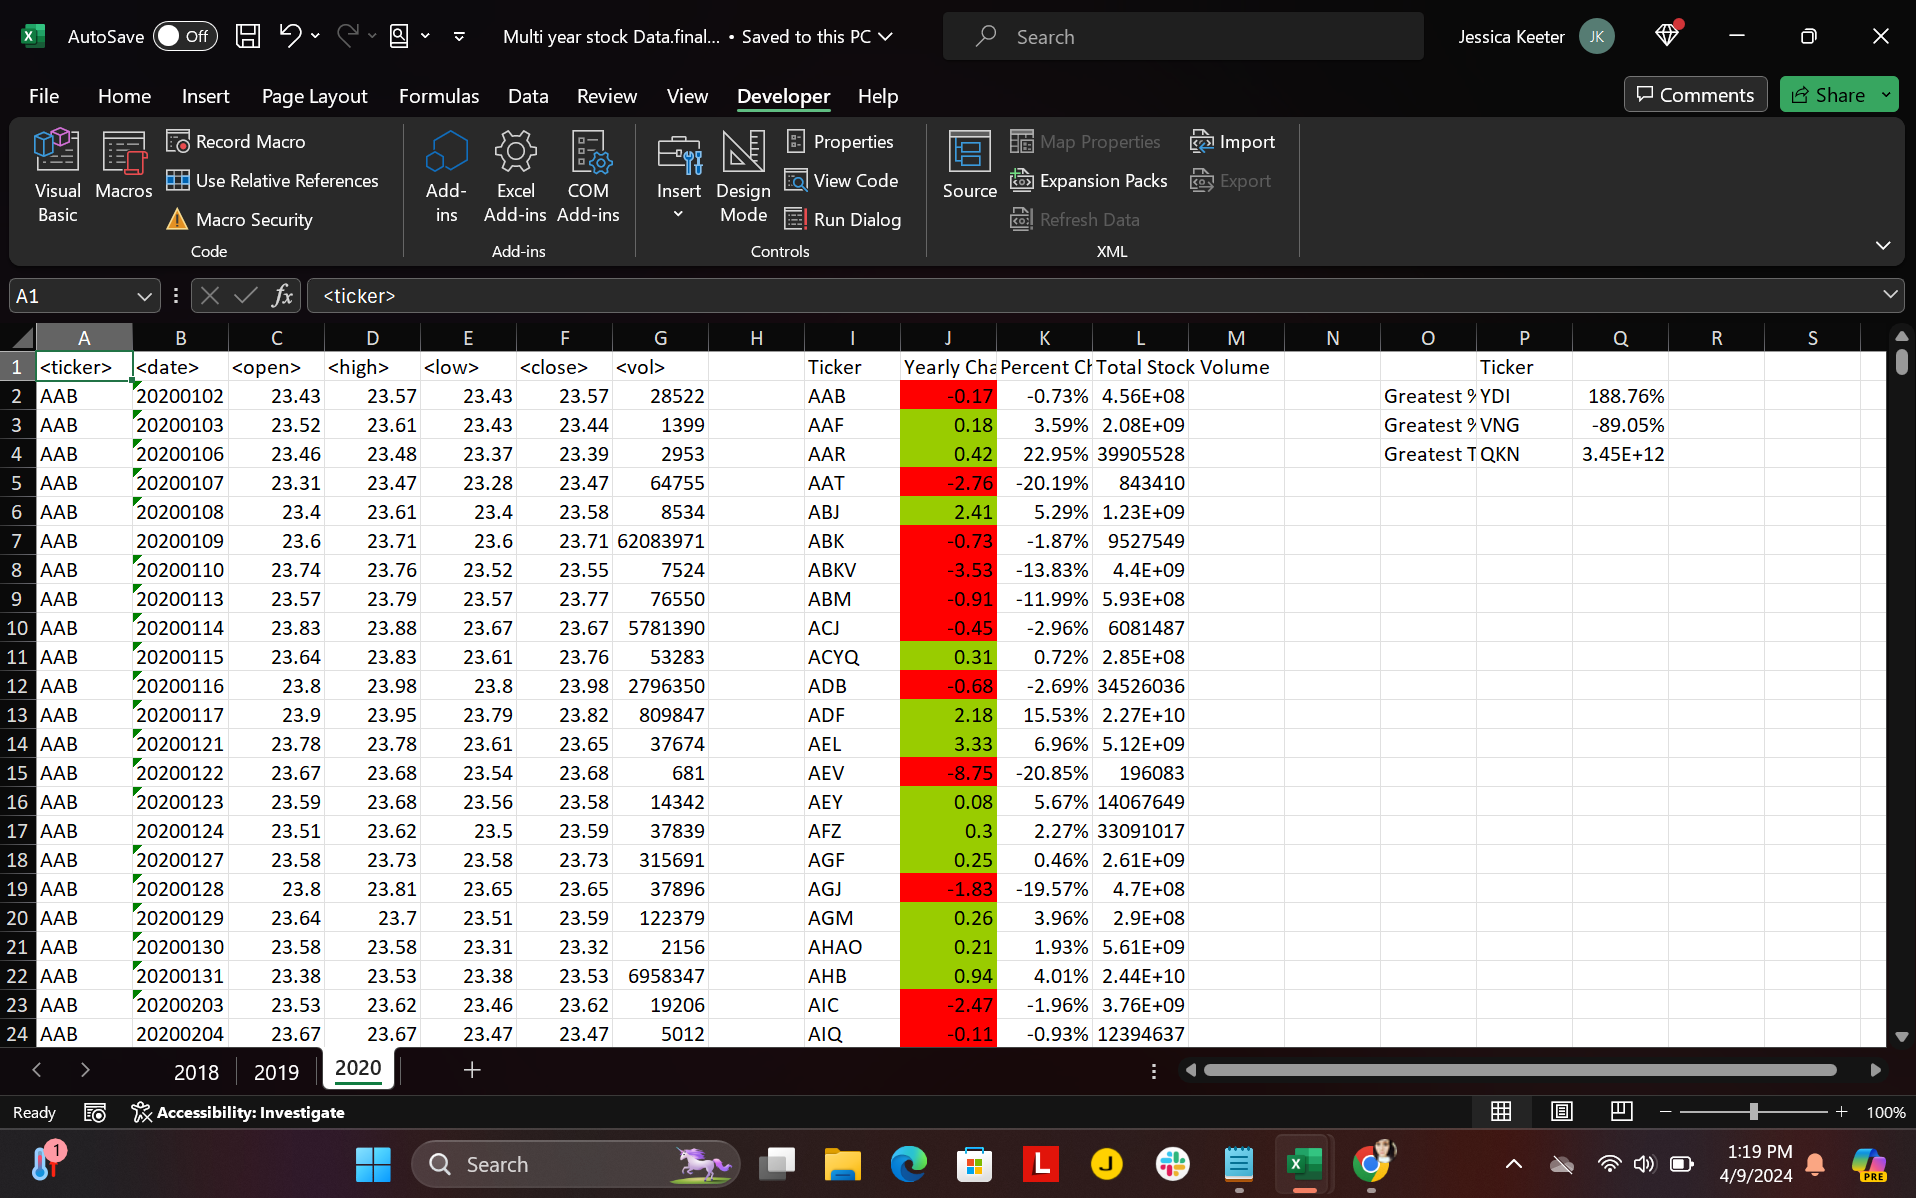 AutoSave Off Multi year stock Data.final... • Saved to this PC Search Jessica Keeter JK
File Home Insert Page Layout Formulas Data Review View Developer Help Comments Share
Visual Basic Macros Record Macro Use Relative References Macro Security Code
Add-ins Excel Add-ins COM Add-ins Add-ins
Insert Design Mode Properties View Code Run Dialog Controls
Source Map Properties Expansion Packs Refresh Data Import Export XML
A1 fx <ticker>
A B C D E F G H I J K L M N O P Q R S
1 <ticker> <date> <open> <high> <low> <close> <vol> Ticker Yearly Cha Percent Ch Total Stock Volume Ticker
2 AAB 20200102 23.43 23.57 23.43 23.57 28522 AAB -0.17 -0.73% 4.56E+08 Greatest % YDI 188.76%
3 AAB 20200103 23.52 23.61 23.43 23.44 1399 AAF 0.18 3.59% 2.08E+09 Greatest % VNG -89.05%
4 AAB 20200106 23.46 23.48 23.37 23.39 2953 AAR 0.42 22.95% 39905528 Greatest T QKN 3.45E+12
5 AAB 20200107 23.31 23.47 23.28 23.47 64755 AAT -2.76 -20.19% 843410
6 AAB 20200108 23.4 23.61 23.4 23.58 8534 ABJ 2.41 5.29% 1.23E+09
7 AAB 20200109 23.6 23.71 23.6 23.71 62083971 ABK -0.73 -1.87% 9527549
8 AAB 20200110 23.74 23.76 23.52 23.55 7524 ABKV -3.53 -13.83% 4.4E+09
9 AAB 20200113 23.57 23.79 23.57 23.77 76550 ABM -0.91 -11.99% 5.93E+08
10 AAB 20200114 23.83 23.88 23.67 23.67 5781390 ACJ -0.45 -2.96% 6081487
11 AAB 20200115 23.64 23.83 23.61 23.76 53283 ACYQ 0.31 0.72% 2.85E+08
12 AAB 20200116 23.8 23.98 23.8 23.98 2796350 ADB -0.68 -2.69% 34526036
13 AAB 20200117 23.9 23.95 23.79 23.82 809847 ADF 2.18 15.53% 2.27E+10
14 AAB 20200121 23.78 23.78 23.61 23.65 37674 AEL 3.33 6.96% 5.12E+09
15 AAB 20200122 23.67 23.68 23.54 23.68 681 AEV -8.75 -20.85% 196083
16 AAB 20200123 23.59 23.68 23.56 23.58 14342 AEY 0.08 5.67% 14067649
17 AAB 20200124 23.51 23.62 23.5 23.59 37839 AFZ 0.3 2.27% 33091017
18 AAB 20200127 23.58 23.73 23.58 23.73 315691 AGF 0.25 0.46% 2.61E+09
19 AAB 20200128 23.8 23.81 23.65 23.65 37896 AGJ -1.83 -19.57% 4.7E+08
20 AAB 20200129 23.64 23.7 23.51 23.59 122379 AGM 0.26 3.96% 2.9E+08
21 AAB 20200130 23.58 23.58 23.31 23.32 2156 AHAO 0.21 1.93% 5.61E+09
22 AAB 20200131 23.38 23.53 23.38 23.53 6958347 AHB 0.94 4.01% 2.44E+10
23 AAB 20200203 23.53 23.62 23.46 23.62 19206 AIC -2.47 -1.96% 3.76E+09
24 AAB 20200204 23.67 23.67 23.47 23.47 5012 AIQ -0.11 -0.93% 12394637
2018 2019 2020
Ready Accessibility: Investigate 100%
1 Search L J 1:19 PM
4/9/2024 PRE